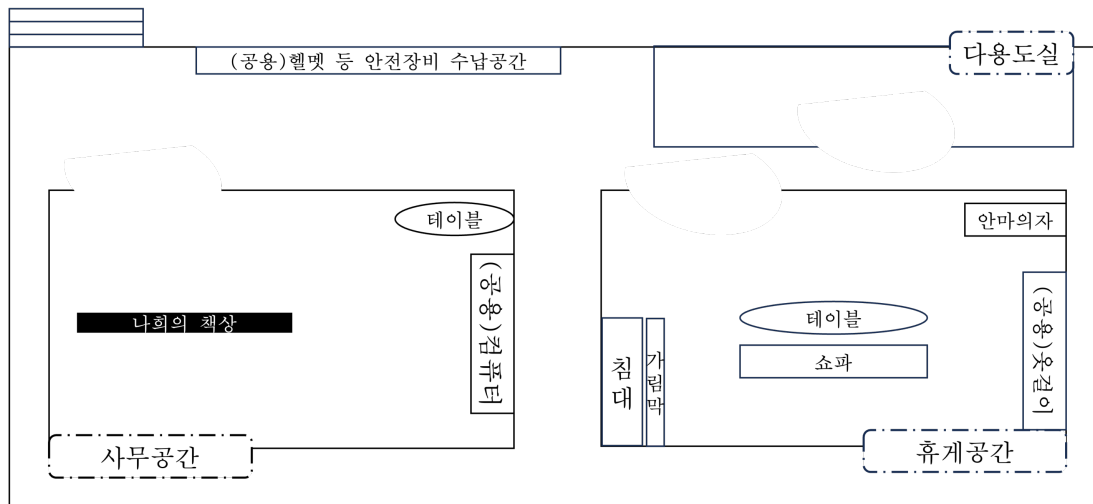 (공용)헬멧 등 안전장비 수납공간
다용도실
테이블
안마의자
(공용)컴퓨터
(공용)옷걸이
나희의 책상
테이블
쇼파
침대
가림막
사무공간
휴게공간